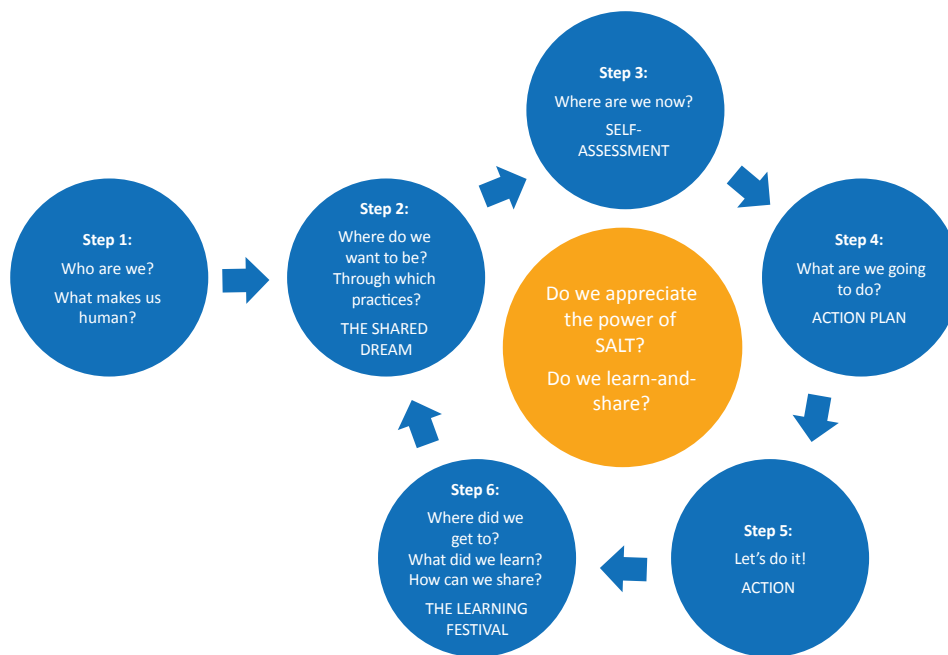 Step 1:
Who are we?
What makes us
human?
Step 2:
Where do we
want to be?
Through which
practices?
THE SHARED
DREAM
Step 3:
Where are we now?
SELF-
ASSESSMENT
Step 4:
What are we going
to do?
ACTION PLAN
Step 5:
Let's do it!
ACTION
Step 6:
Where did we
get to?
What did we learn?
How can we share?
THE LEARNING
FESTIVAL
Do we appreciate
the power of
SALT?
Do we learn-and-
share?